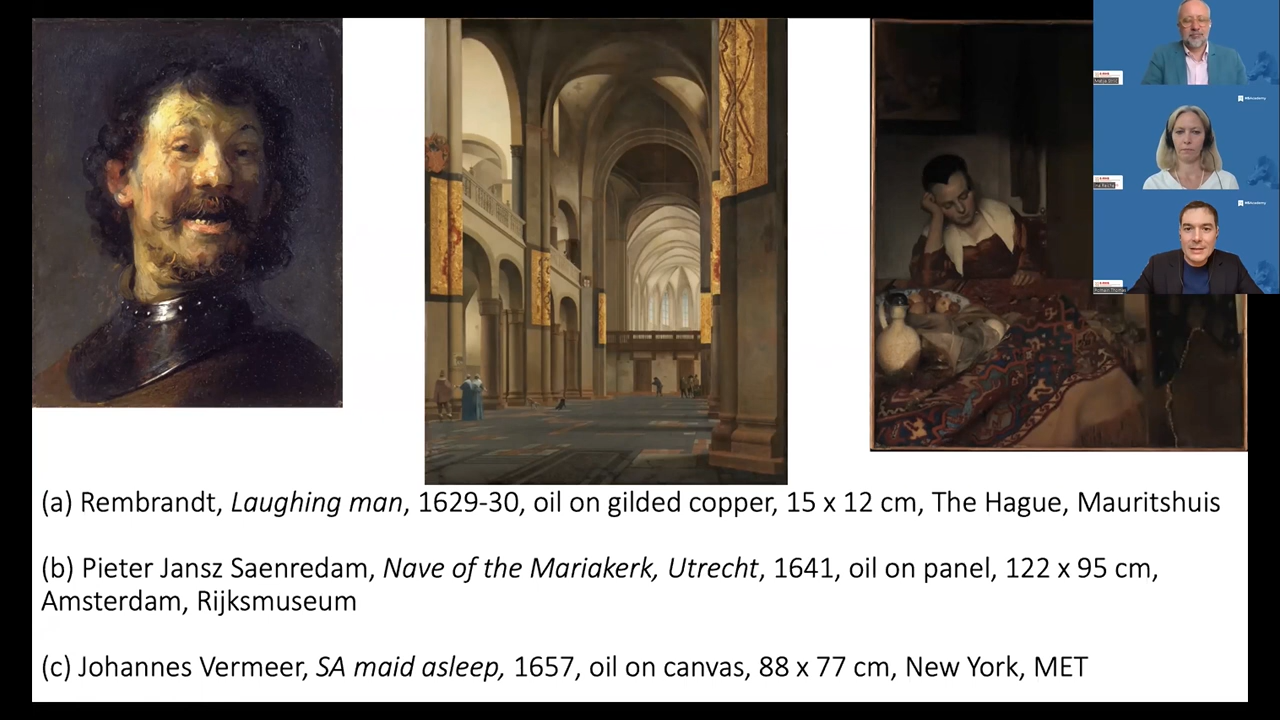 (a) Rembrandt, Laughing man, 1629-30, oil on gilded copper, 15 x 12 cm, The Hague, Mauritshuis
(b) Pieter Jansz Saenredam, Nave of the Mariakerk, Utrecht, 1641, oil on panel, 122 x 95 cm,
Amsterdam, Rijksmuseum
(c) Johannes Vermeer, SA maid asleep, 1657, oil on canvas, 88 x 77 cm, New York, MET